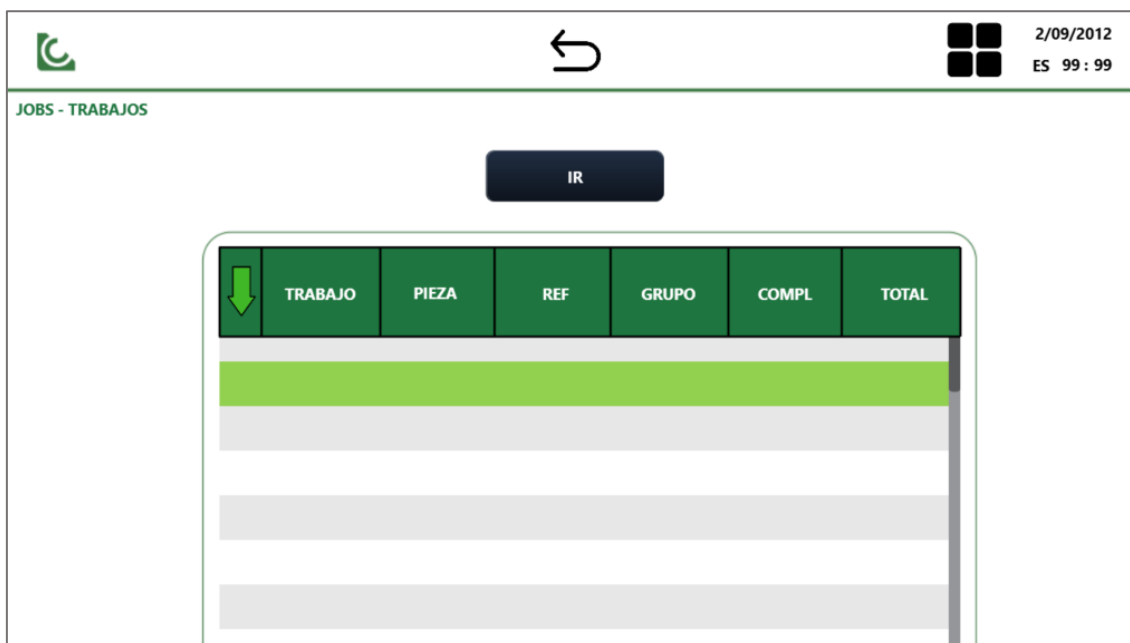 2/09/2012
ES 99 : 99
JOBS - TRABAJOS
IR
TRABAJO PIEZA REF GRUPO COMPL TOTAL